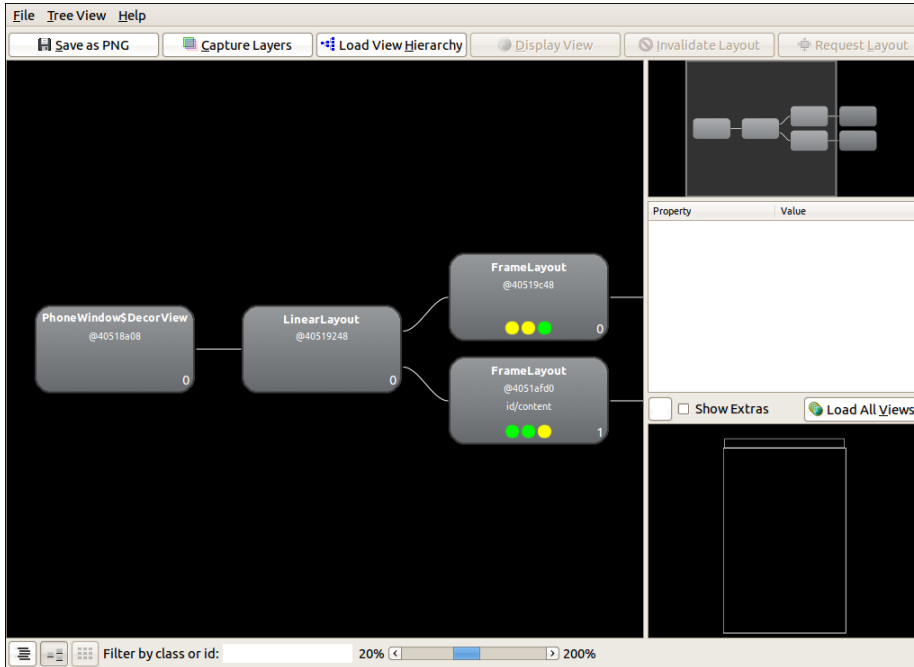 File Tree View Help
Save as PNG Capture Layers Load View Hierarchy Display View Invalidate Layout Request Layout
Property Value
FrameLayout
@40519c48
0
PhoneWindow$DecorView
@40518a08
0
LinearLayout
@40519248
0
FrameLayout
@4051afd0
id/content
1
Show Extras Load All Views
Filter by class or id: 20% 200%